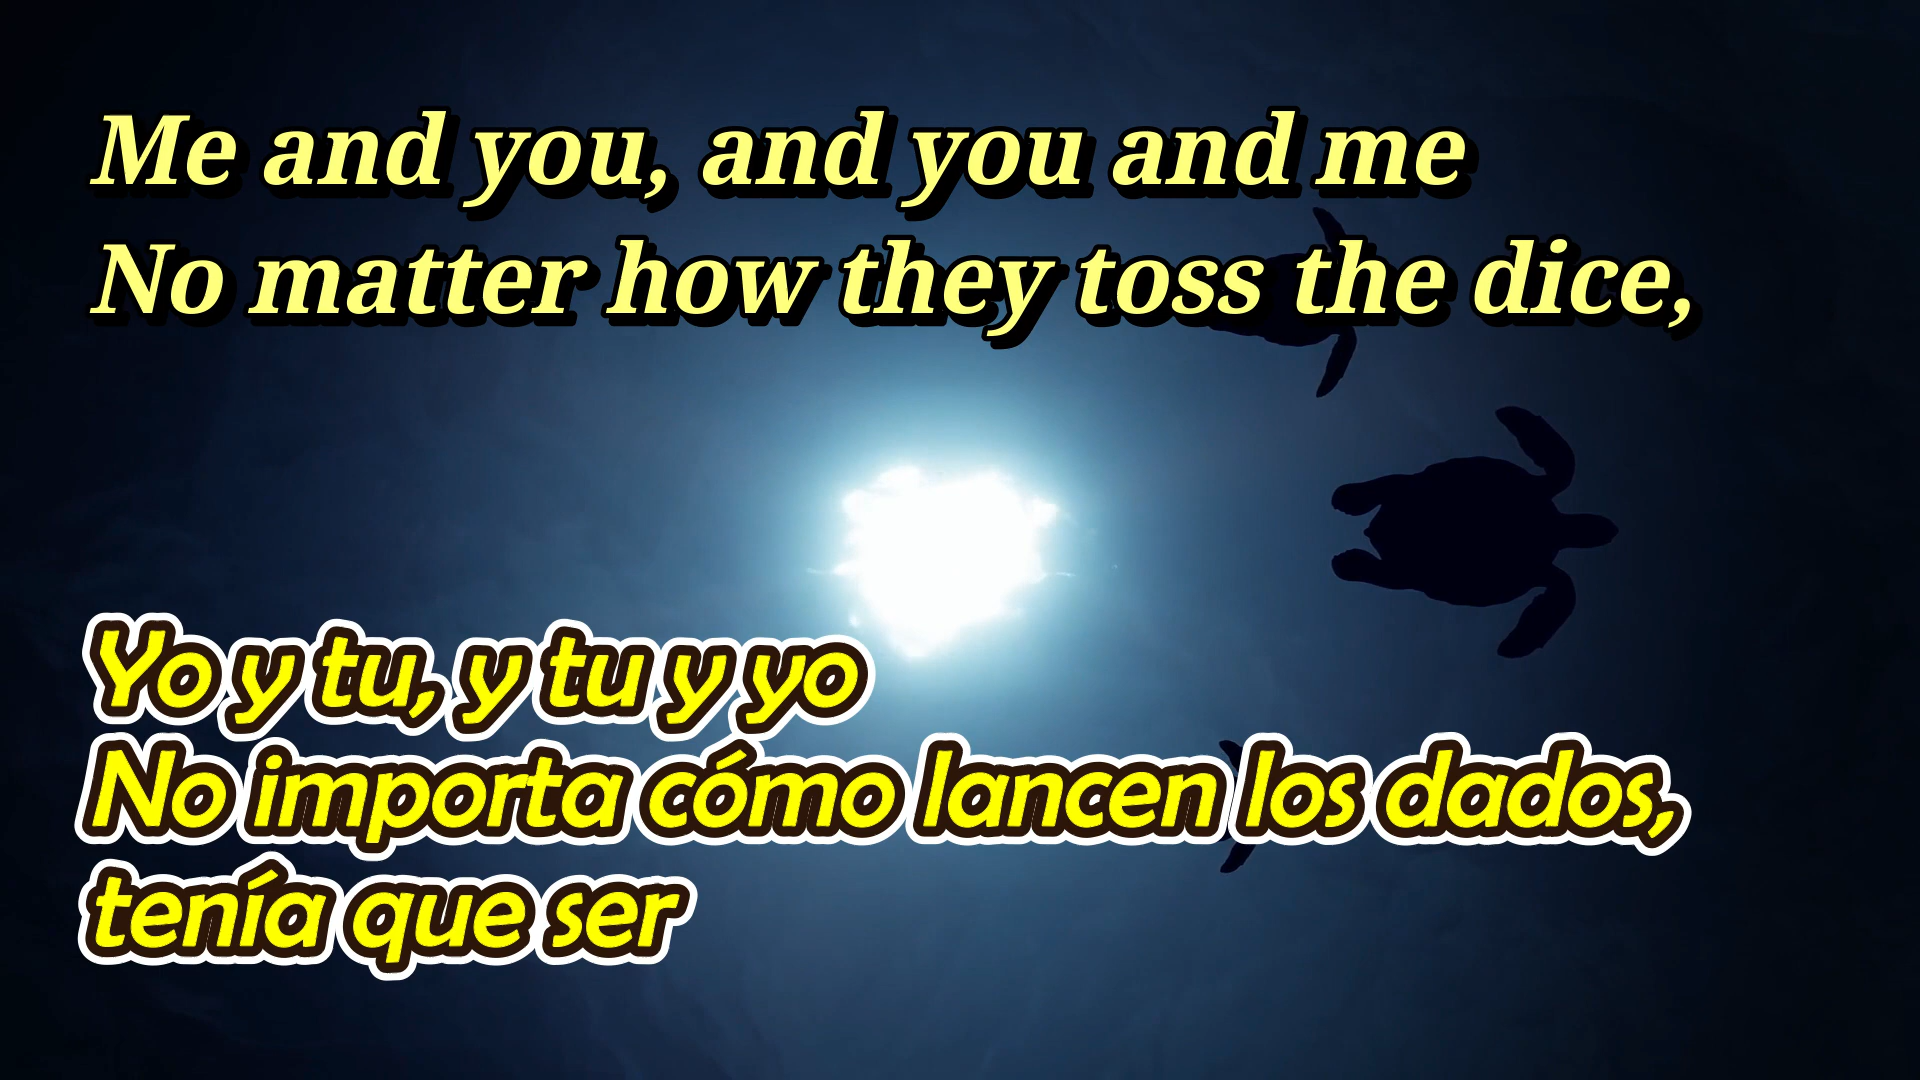 Me and you, and you and me
No matter how they toss the dice,
Yo y tu, y tu y yo
No importa cómo lancen los dados,
tenía que ser